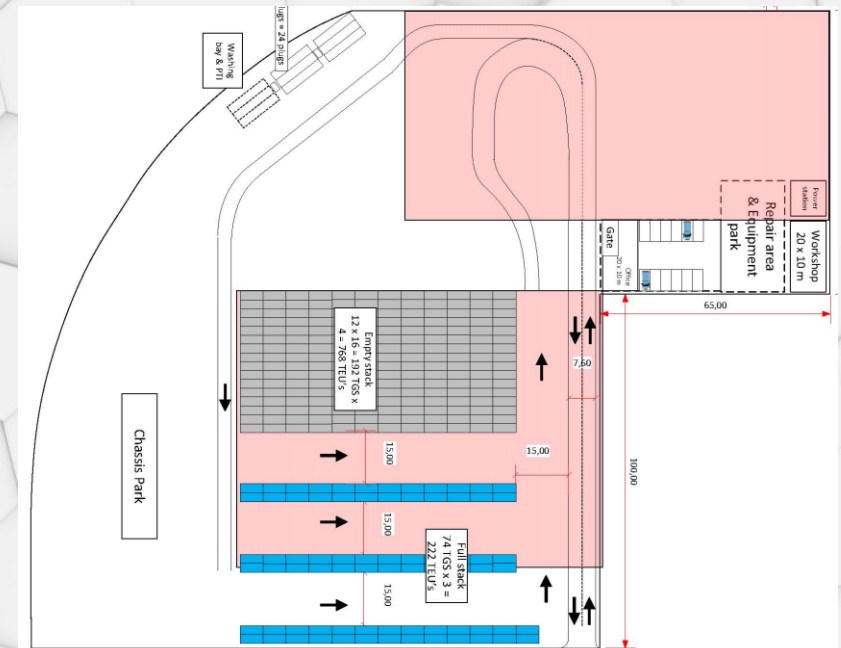 lugs = 24 plugs
Washing
bay & PTI
Power
station
Workshop
20 x 10 m
Repair area
& Equipment
park
Gate
Office
20 x 10 m
65,00
Empty stack
12 x 16 = 192 TGS x
4 = 768 TEU's
7,60
15,00
15,00
100,00
Chassis Park
15,00
Full stack
74 TGS x 3 =
222 TEU's
15,00